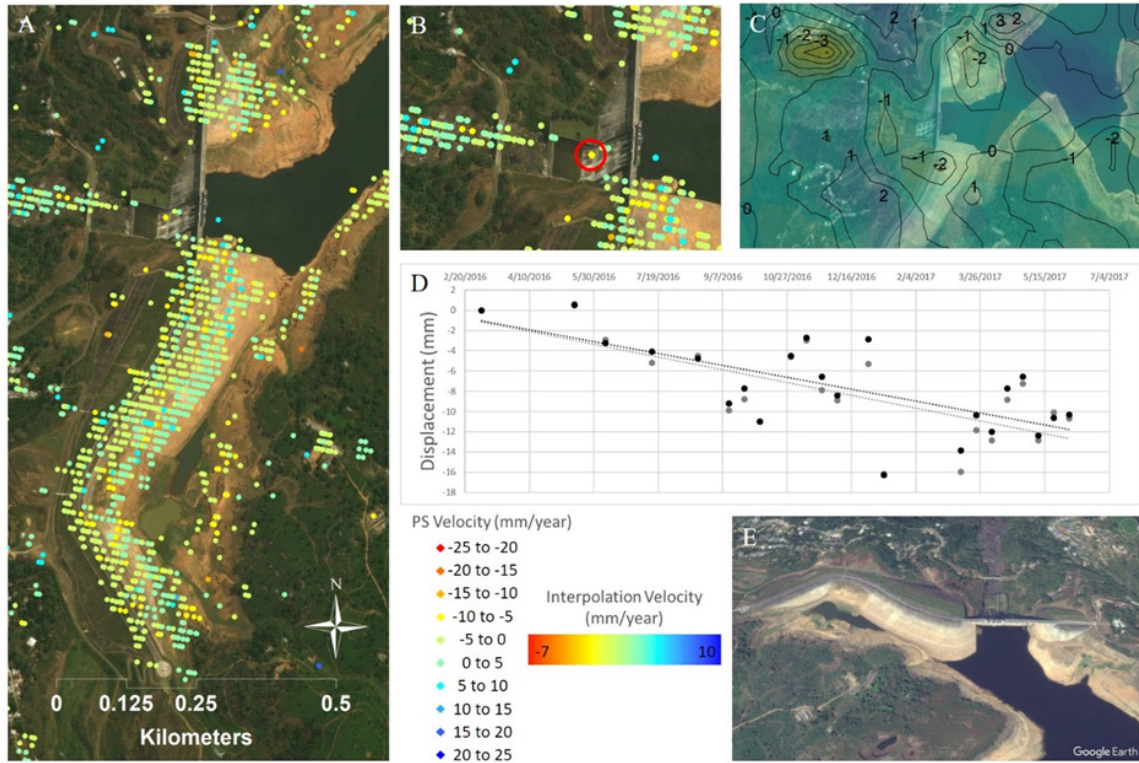 A
N
0 0.125 0.25 0.5
Kilometers
B
C
0 -1 -2 -3 2 1 -1 1 3 2 0
-2
-1 1 1 2 -1 -2 0 1 -1 -2
0 0
D
2/20/2016 4/10/2016 5/30/2016 7/19/2016 9/7/2016 10/27/2016 12/16/2016 2/4/2017 3/26/2017 5/15/2017 7/4/2017
Displacement (mm)
2
0
-2
-4
-6
-8
-10
-12
-14
-16
-18
PS Velocity (mm/year)
-25 to -20
-20 to -15
-15 to -10
-10 to -5
-5 to 0
0 to 5
5 to 10
10 to 15
15 to 20
20 to 25
Interpolation Velocity
(mm/year)
-7 10
E
Google Earth